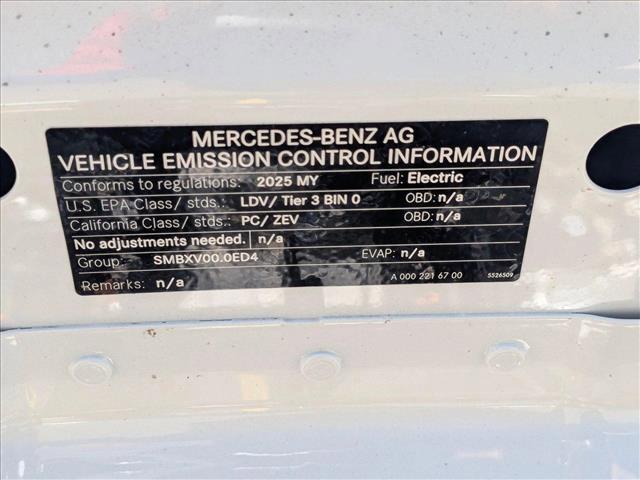 MERCEDES-BENZ AG
VEHICLE EMISSION CONTROL INFORMATION
Conforms to regulations: 2025 MY Fuel: Electric
U.S. EPA Class/ stds.: LDV/ Tier 3 BIN 0 OBD: n/a
California Class/ stds.: PC/ ZEV OBD: n/a
No adjustments needed. n/a
Group: SMBXV00.0ED4 EVAP: n/a
Remarks: n/a A 000 221 67 00 5526509